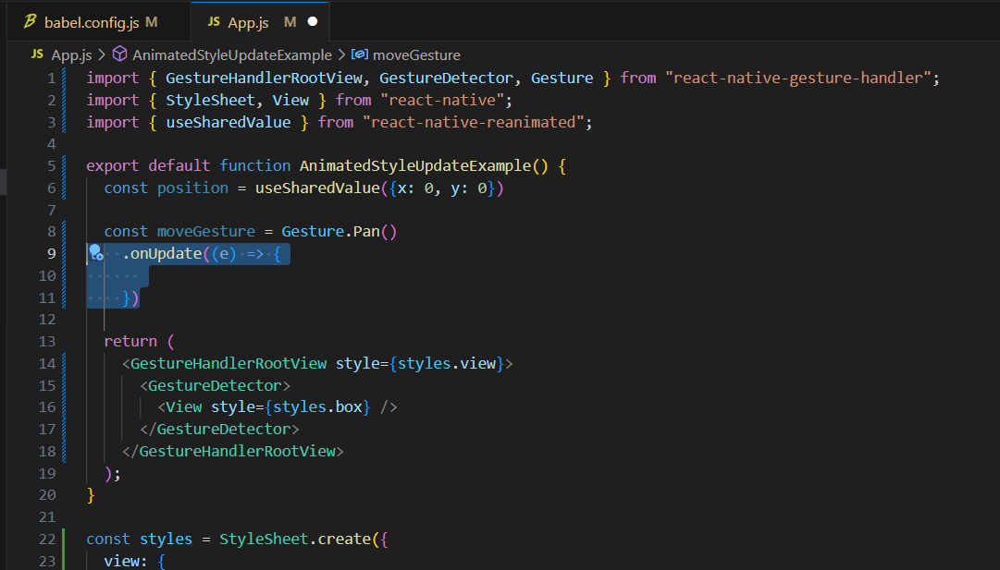 babel.config.js M
JS App.js M
JS App.js > AnimatedStyleUpdateExample > moveGesture
1 import { GestureHandlerRootView, GestureDetector, Gesture } from "react-native-gesture-handler";
2 import { StyleSheet, View } from "react-native";
3 import { useSharedValue } from "react-native-reanimated";
4
5 export default function AnimatedStyleUpdateExample() {
6   const position = useSharedValue({x: 0, y: 0})
7
8   const moveGesture = Gesture.Pan()
9     .onUpdate((e) => {
10
11     })
12
13   return (
14     <GestureHandlerRootView style={styles.view}>
15       <GestureDetector>
16         <View style={styles.box} />
17       </GestureDetector>
18     </GestureHandlerRootView>
19   );
20 }
21
22 const styles = StyleSheet.create({
23   view: {